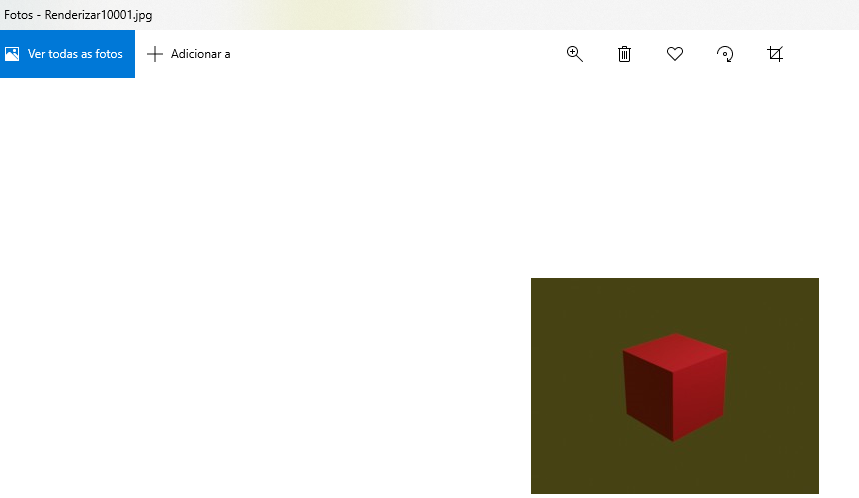 Fotos - Renderizar10001.jpg
Ver todas as fotos
Adicionar a